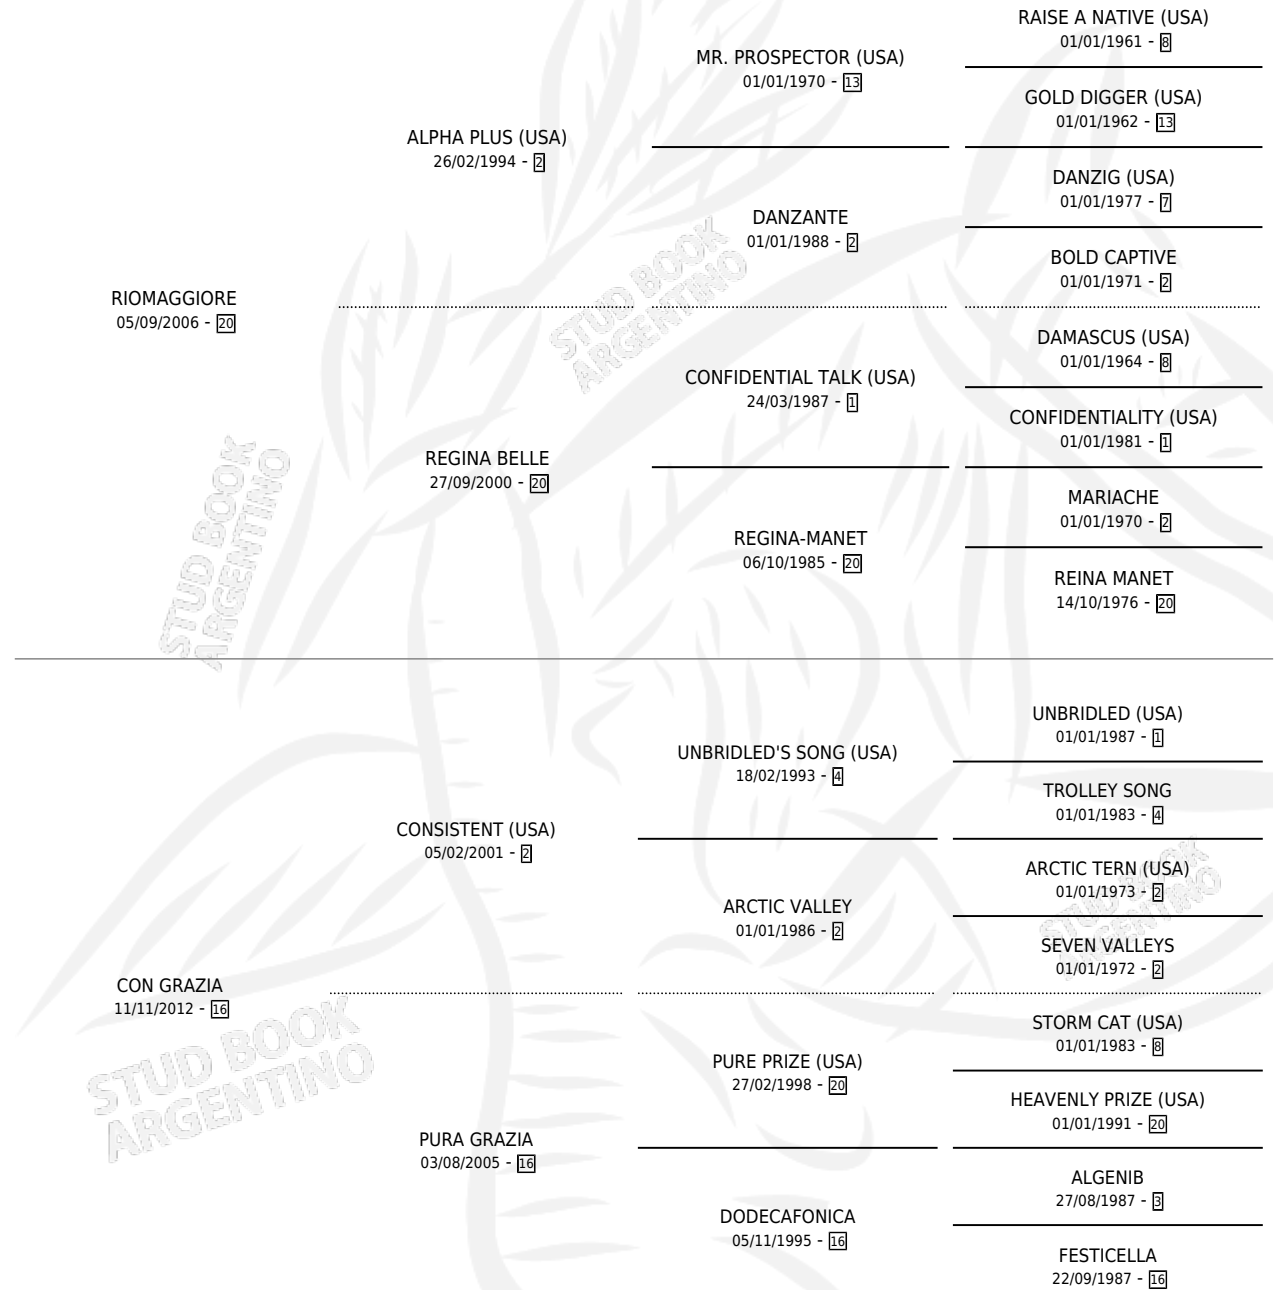 RAISE A NATIVE (USA)
01/01/1961 - 8
MR. PROSPECTOR (USA)
01/01/1970 - 13
GOLD DIGGER (USA)
01/01/1962 - 13
ALPHA PLUS (USA)
26/02/1994 - 2
DANZIG (USA)
01/01/1977 - 7
DANZANTE
01/01/1988 - 2
BOLD CAPTIVE
01/01/1971 - 2
RIOMAGGIORE
05/09/2006 - 20
STUD BOOK
ARGENTINO
DAMASCUS (USA)
01/01/1964 - 8
CONFIDENTIAL TALK (USA)
24/03/1987 - 1
CONFIDENTIALITY (USA)
01/01/1981 - 1
REGINA BELLE
27/09/2000 - 20
MARIACHE
01/01/1970 - 2
REGINA-MANET
06/10/1985 - 20
REINA MANET
14/10/1976 - 20
STUD BOOK
ARGENTINO
UNBRIDLED (USA)
01/01/1987 - 1
UNBRIDLED'S SONG (USA)
18/02/1993 - 4
TROLLEY SONG
01/01/1983 - 4
CONSISTENT (USA)
05/02/2001 - 2
ARCTIC TERN (USA)
01/01/1973 - 2
STUD BOOK
ARGENTINO
ARCTIC VALLEY
01/01/1986 - 2
SEVEN VALLEYS
01/01/1972 - 2
CON GRAZIA
11/11/2012 - 16
STUD BOOK
ARGENTINO
STORM CAT (USA)
01/01/1983 - 8
PURE PRIZE (USA)
27/02/1998 - 20
HEAVENLY PRIZE (USA)
01/01/1991 - 20
PURA GRAZIA
03/08/2005 - 16
ALGENIB
27/08/1987 - 3
DODECAFONICA
05/11/1995 - 16
FESTICELLA
22/09/1987 - 16